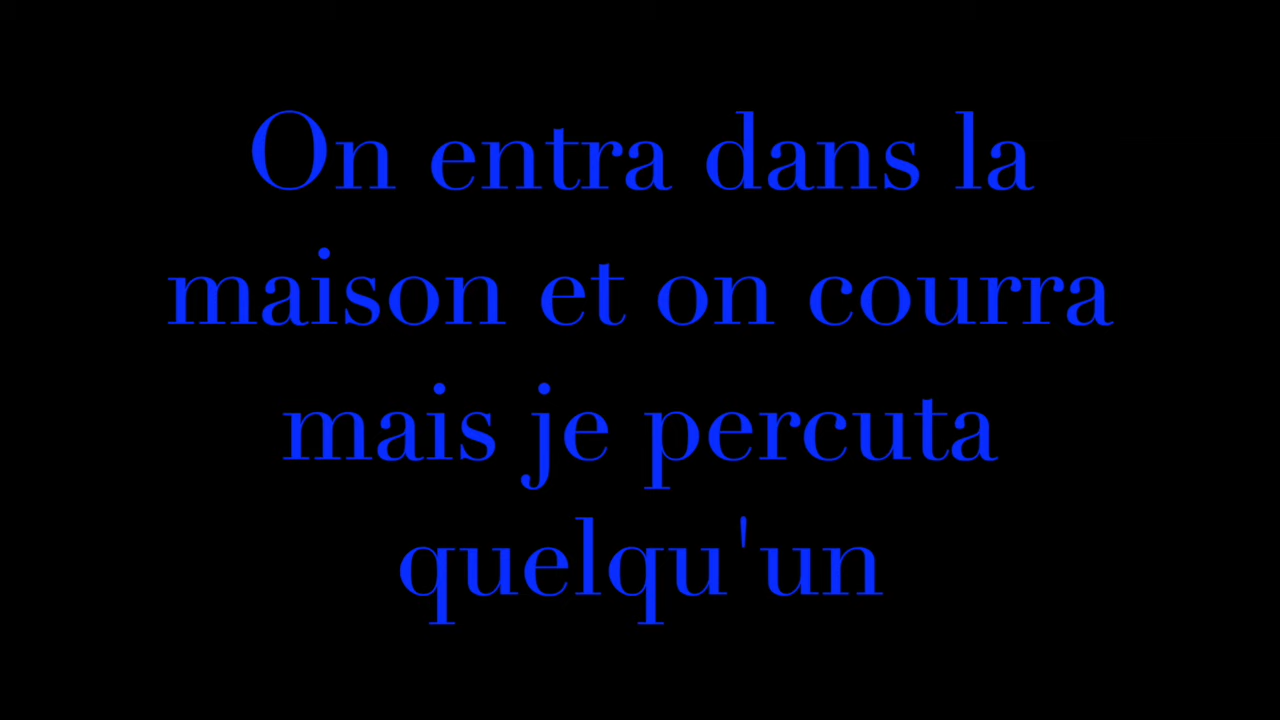 On entra dans la
maison et on courra
mais je percuta
quelqu'un